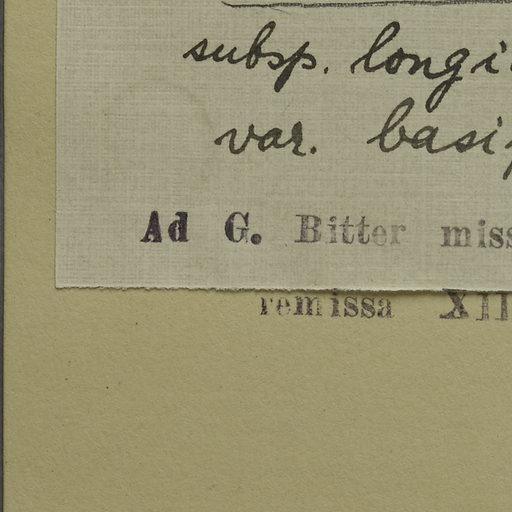 subsp. longi
var. basi
Ad G. Bitter miss
remissa XII